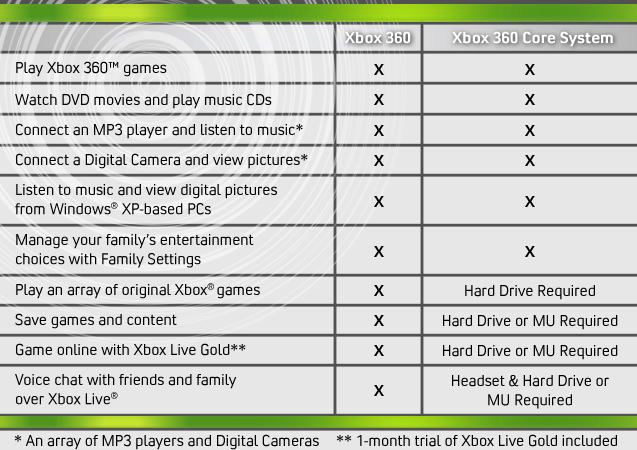 Xbox 360 Xbox 360 Core System
Play Xbox 360™ games X X
Watch DVD movies and play music CDs X X
Connect an MP3 player and listen to music* X X
Connect a Digital Camera and view pictures* X X
Listen to music and view digital pictures
from Windows® XP-based PCs X X
Manage your family's entertainment
choices with Family Settings X X
Play an array of original Xbox® games X Hard Drive Required
Save games and content X Hard Drive or MU Required
Game online with Xbox Live Gold** X Hard Drive or MU Required
Voice chat with friends and family
over Xbox Live® X Headset & Hard Drive or
MU Required
* An array of MP3 players and Digital Cameras ** 1-month trial of Xbox Live Gold included